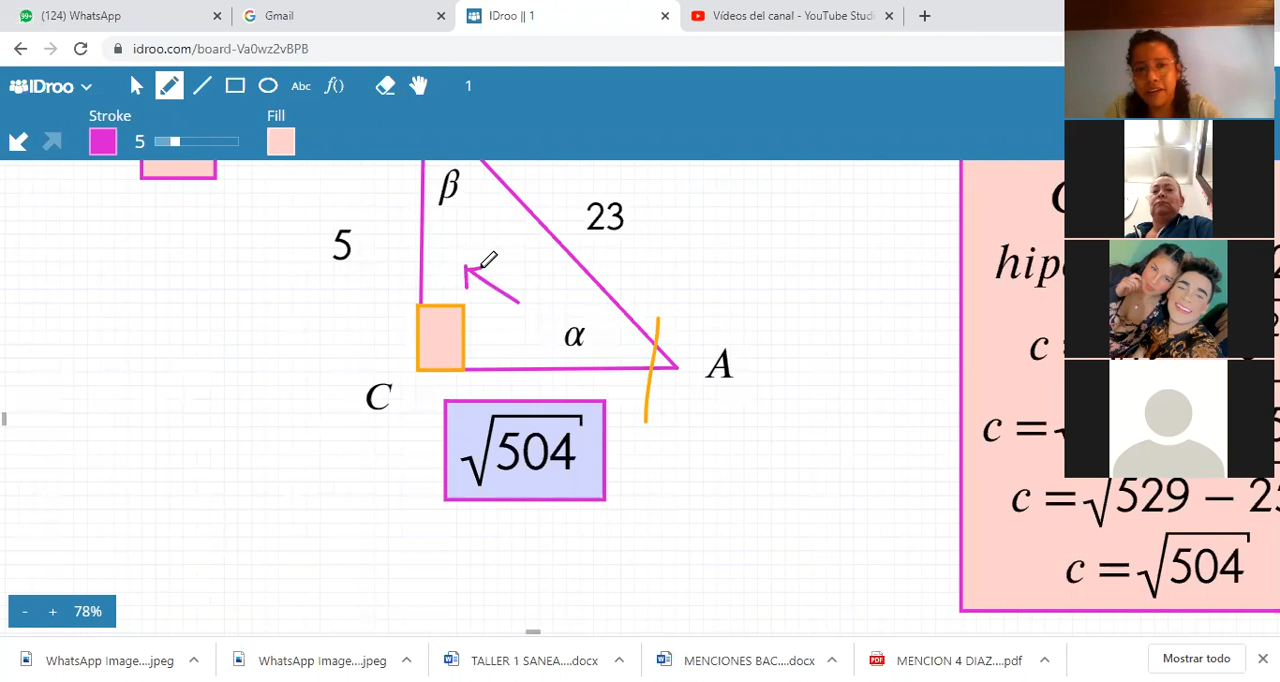 (124) WhatsApp
Gmail
IDroo || 1
Vídeos del canal - YouTube Studi
idroo.com/board-Va0wz2vBPB
IDroo
Abc
f()
1
Stroke
5
Fill
β
23
5
α
A
C
√504
c =
c =
c = √529 − 25
c = √504
- + 78%
WhatsApp Image....jpeg
WhatsApp Image....jpeg
TALLER 1 SANEA....docx
MENCIONES BAC....docx
MENCION 4 DIAZ....pdf
Mostrar todo